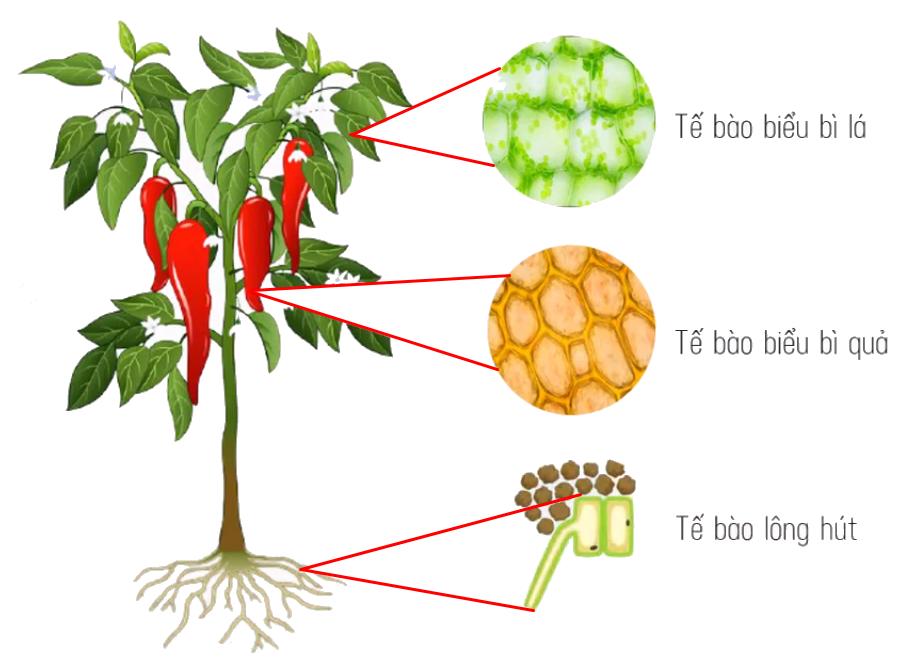 Tế bào biểu bì lá
Tế bào biểu bì quả
Tế bào lông hút